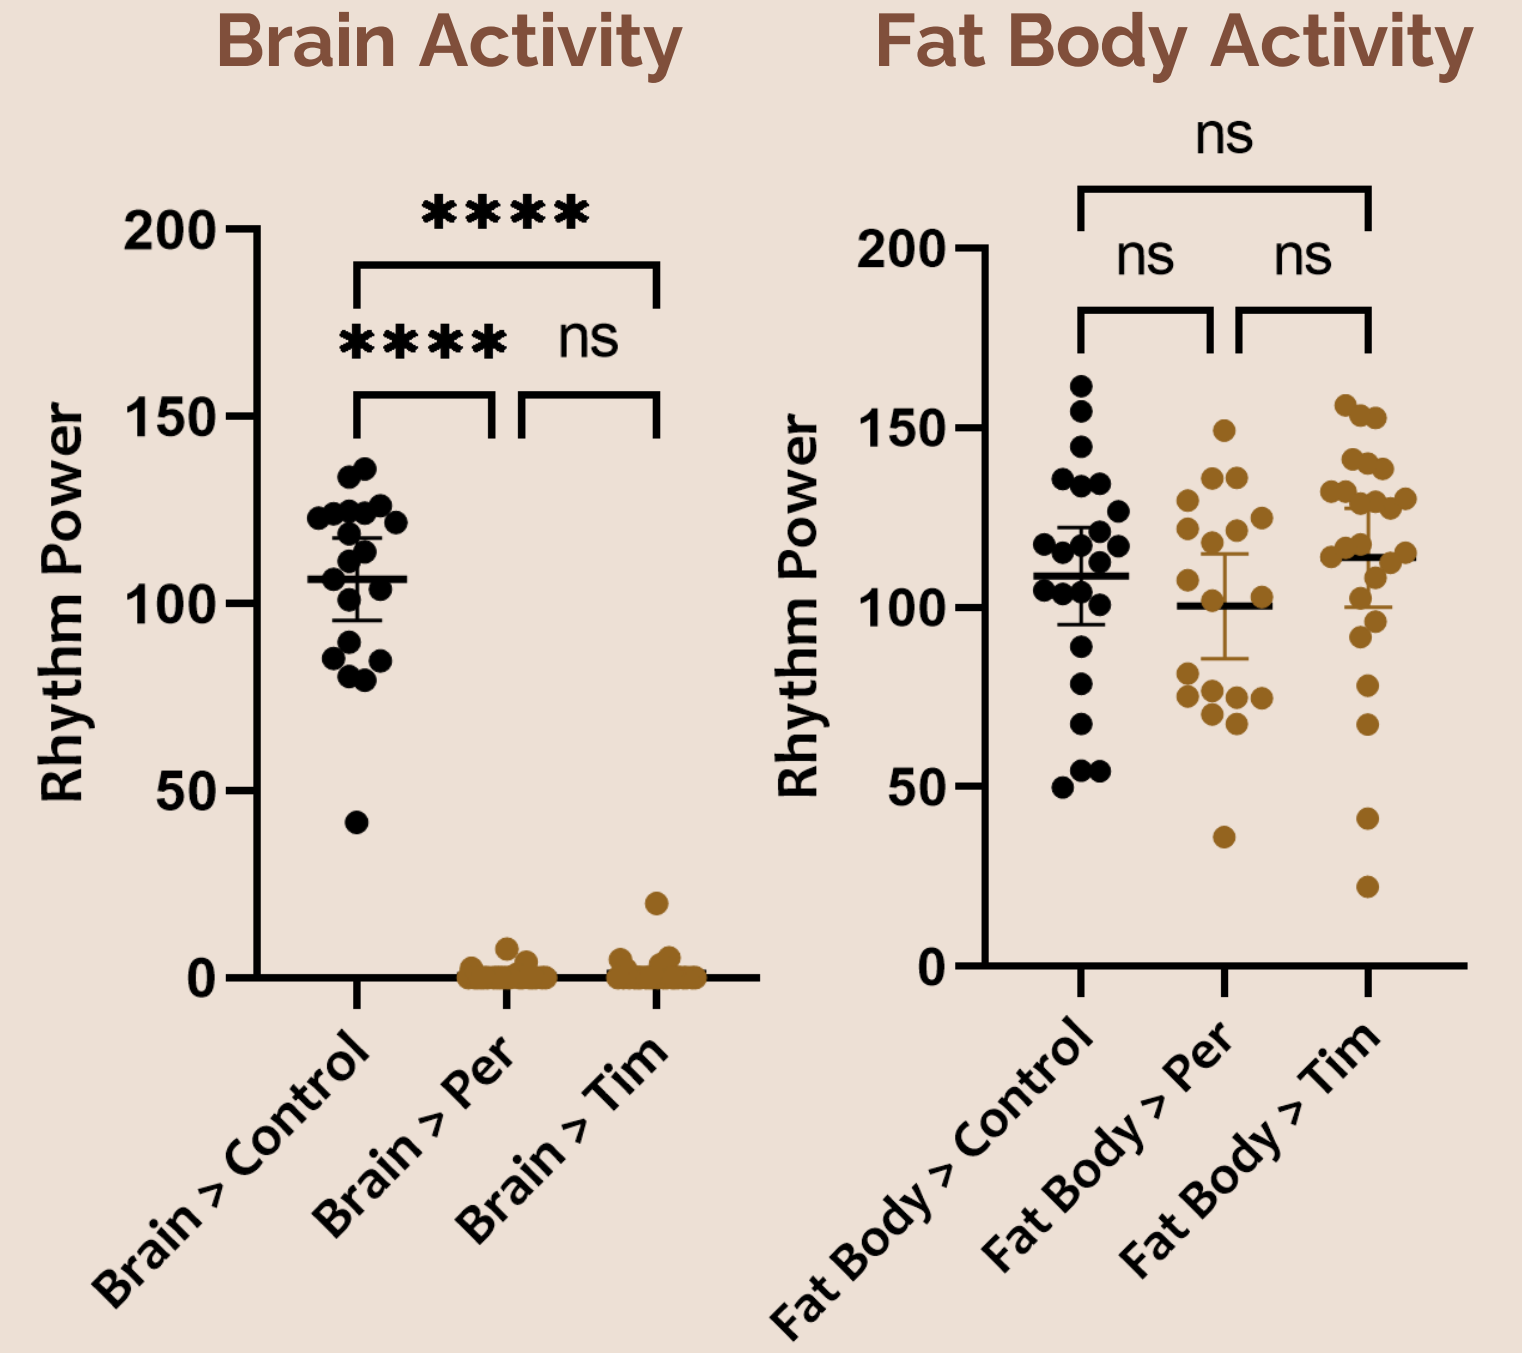 Brain Activity
Rhythm Power
200
150
100
50
0
****
****
ns
Brain > Control
Brain > Per
Brain > Tim
Fat Body Activity
Rhythm Power
200
150
100
50
0
ns
ns
ns
Fat Body > Control
Fat Body > Per
Fat Body > Tim